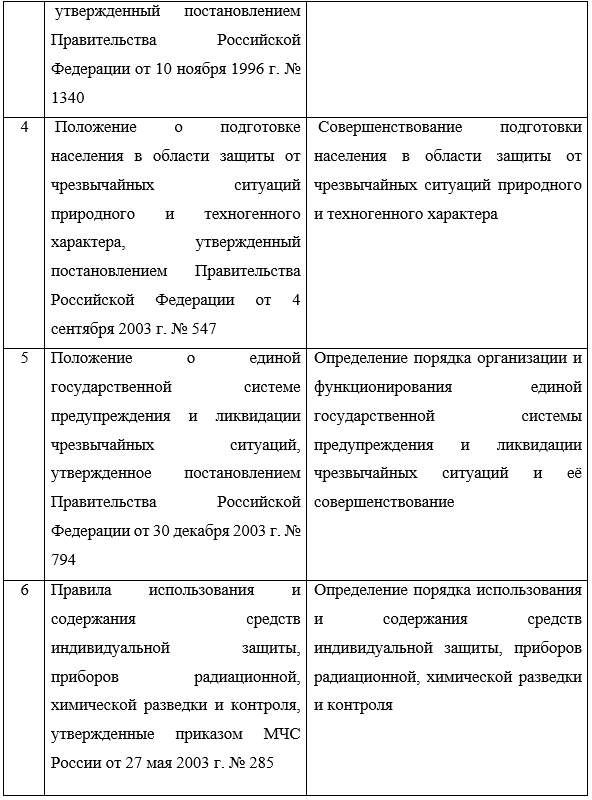 утвержденный постановлением
Правительства Российской
Федерации от 10 ноября 1996 г. №
1340
4
Положение о подготовке
населения в области защиты от
чрезвычайных ситуаций
природного и техногенного
характера, утвержденный
постановлением Правительства
Российской Федерации от 4
сентября 2003 г. № 547
Совершенствование подготовки
населения в области защиты от
чрезвычайных ситуаций природного
и техногенного характера
5
Положение о единой
государственной системе
предупреждения и ликвидации
чрезвычайных ситуаций,
утвержденное постановлением
Правительства Российской
Федерации от 30 декабря 2003 г. №
794
Определение порядка организации и
функционирования единой
государственной системы
предупреждения и ликвидации
чрезвычайных ситуаций и её
совершенствование
6
Правила использования и
содержания средств
индивидуальной защиты,
приборов радиационной,
химической разведки и контроля,
утвержденные приказом МЧС
России от 27 мая 2003 г. № 285
Определение порядка использования
и содержания средств
индивидуальной защиты, приборов
радиационной, химической разведки
и контроля